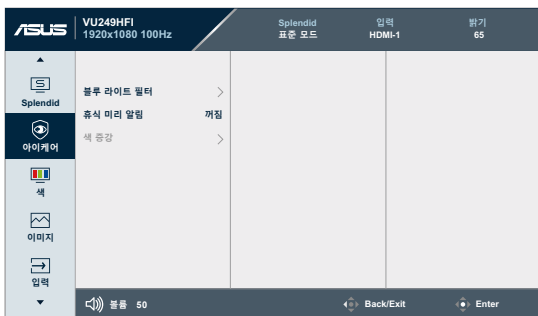 ASUS
VU249HFI
1920x1080 100Hz
Splendid
표준 모드
입력
HDMI-1
밝기
65
Splendid
아이케어
색
이미지
입력
블루 라이트 필터
휴식 미리 알림 꺼짐
색 증강
볼륨 50
Back/Exit
Enter